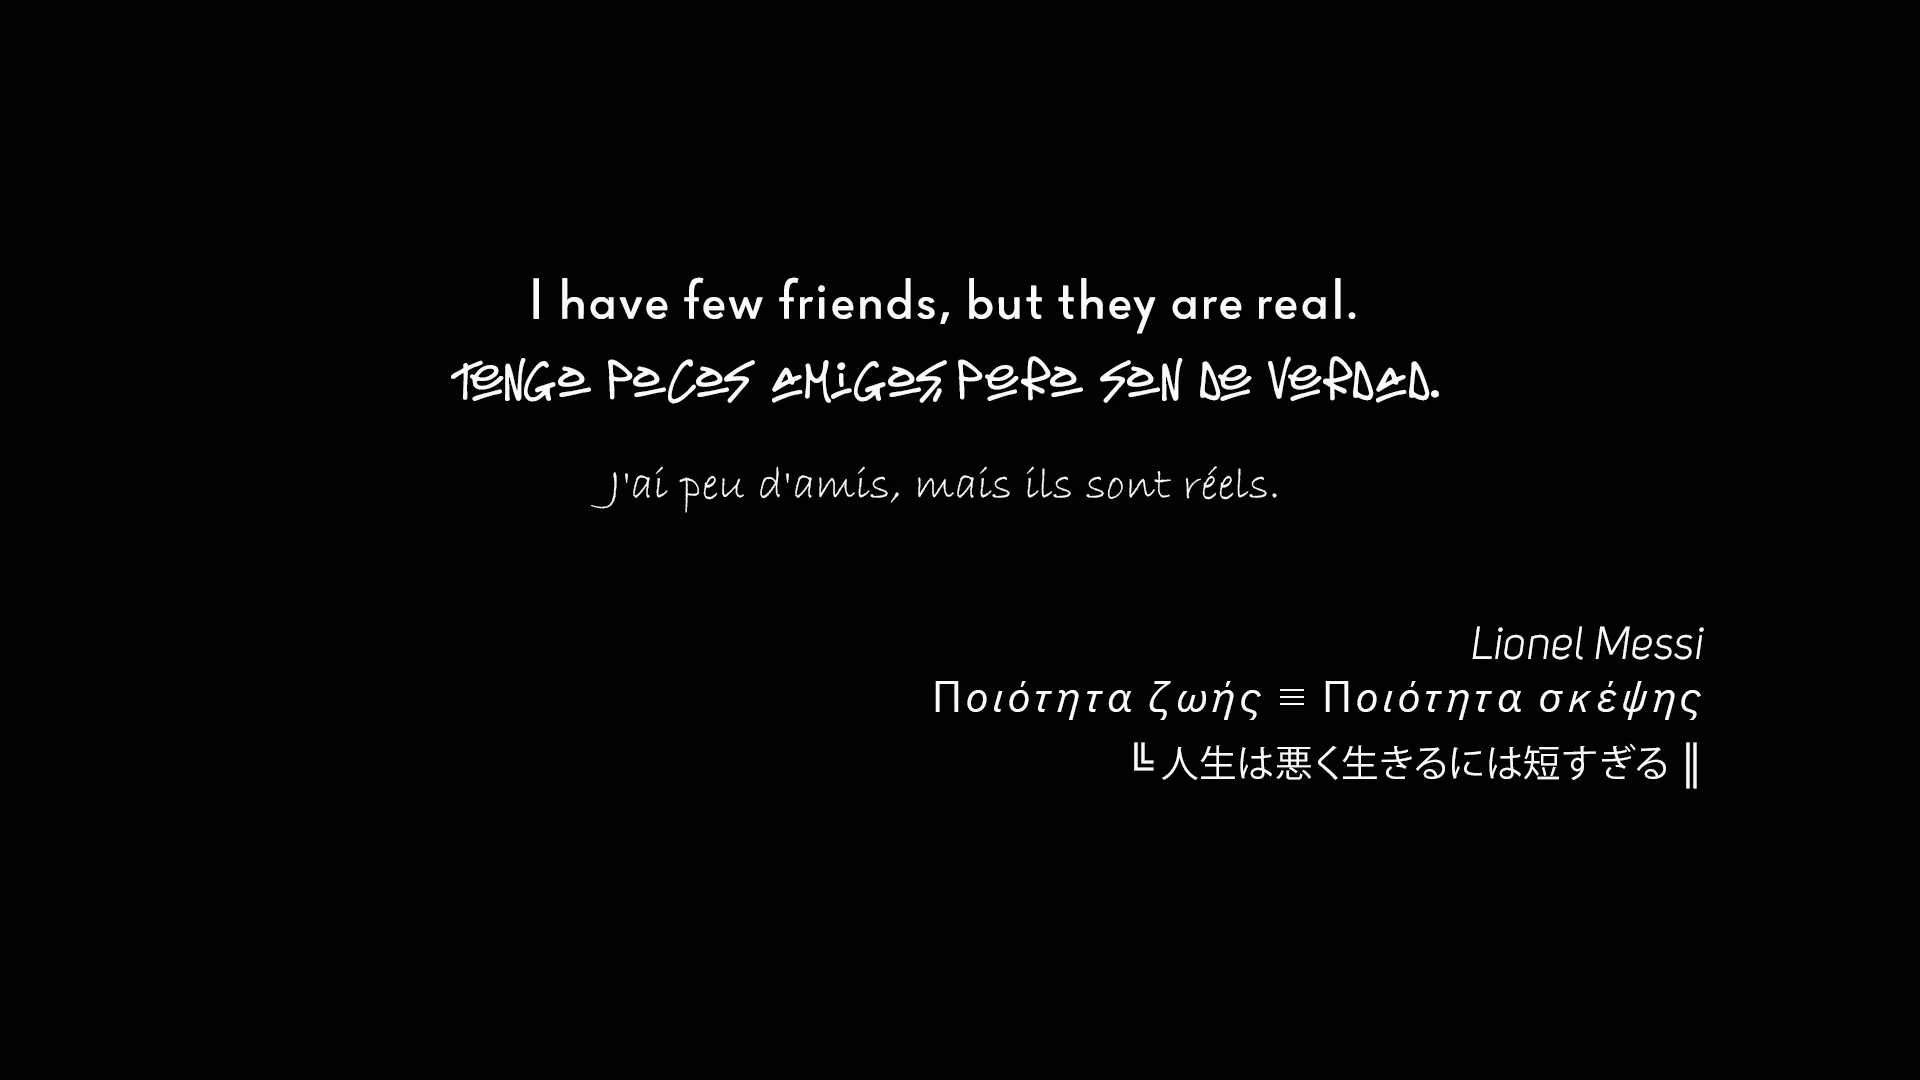 I have few friends, but they are real.
Tengo pocos amigos, pero son de verdad.
J'ai peu d'amis, mais ils sont réels.
Lionel Messi
Ποιότητα ζωής ≡ Ποιότητα σκέψης
╚ 人生は悪く生きるには短すぎる ║